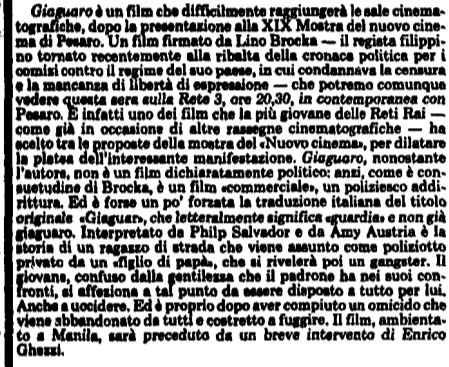 Giaguaro è un film che difficilmente raggiungerà le sale cinema-
tografiche, dopo la presentazione alla XIX Mostra del nuovo cine-
ma di Pesaro. Un film firmato da Lino Brocka — il regista filippi-
no tornato recentemente alla ribalta della cronaca politica per i
comizi contro il regime del suo paese, in cui condannava la censura
e la mancanza di libertà di espressione — che potremo comunque
vedere questa sera sulla Rete 3, ore 20,30, in contemporanea con
Pesaro. È infatti uno dei film che la più giovane delle Reti Rai —
come già in occasione di altre rassegne cinematografiche — ha
scelto tra le proposte della mostra del «Nuovo cinema», per dilatare
la platea dell'interessante manifestazione. Giaguaro, nonostante
l'autore, non è un film dichiaratamente politico: anzi, come è con-
suetudine di Brocka, è un film «commerciale», un poliziesco addi-
rittura. Ed è forse un po' forzata la traduzione italiana del titolo
originale «Giaguar», che letteralmente significa «guardia» e non già
giaguaro. Interpretato da Philp Salvador e da Amy Austria è la
storia di un ragazzo di strada che viene assunto come poliziotto
privato da un «figlio di papà», che si rivelerà poi un gangster. Il
giovane, confuso dalla gentilezza che il padrone ha nei suoi con-
fronti, si affeziona a tal punto da essere disposto a tutto per lui.
Anche a uccidere. Ed è proprio dopo aver compiuto un omicidio che
viene abbandonato da tutti e costretto a fuggire. Il film, ambienta-
to a Manila, sarà preceduto da un breve intervento di Enrico
Ghezzi.